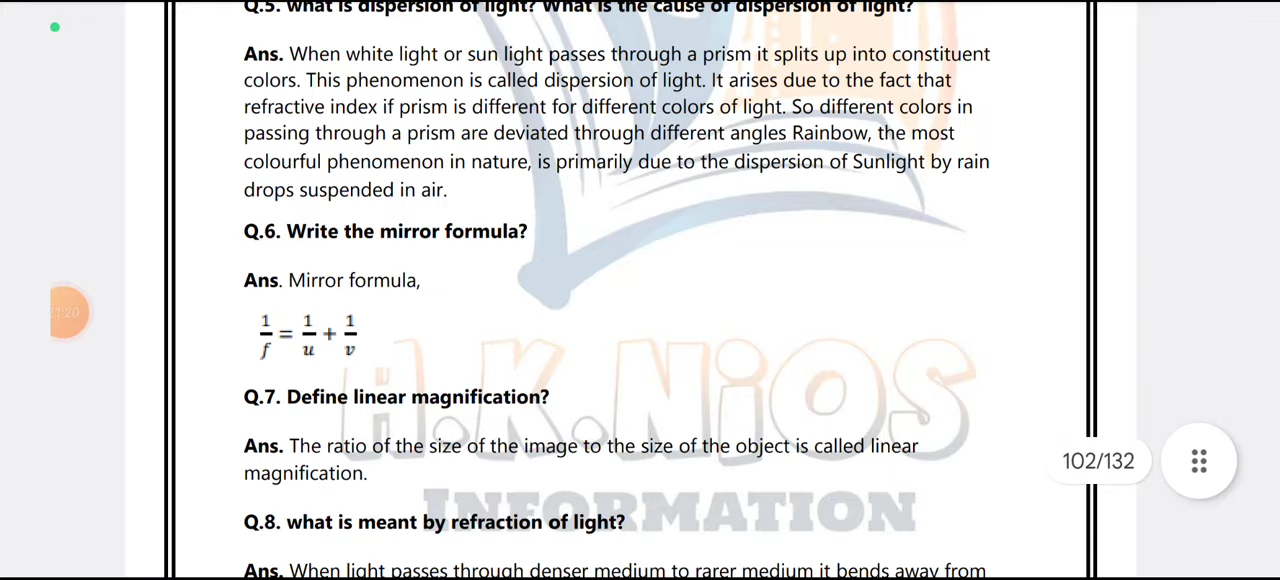 Q.5. what is dispersion of light? What is the cause of dispersion of light?
Ans. When white light or sun light passes through a prism it splits up into constituent
colors. This phenomenon is called dispersion of light. It arises due to the fact that
refractive index if prism is different for different colors of light. So different colors in
passing through a prism are deviated through different angles Rainbow, the most
colourful phenomenon in nature, is primarily due to the dispersion of Sunlight by rain
drops suspended in air.
Q.6. Write the mirror formula?
Ans. Mirror formula,
1/f = 1/u + 1/v
Q.7. Define linear magnification?
Ans. The ratio of the size of the image to the size of the object is called linear
magnification.
Q.8. what is meant by refraction of light?
Ans. When light passes through denser medium to rarer medium it bends away from
H.K.NiOS
INFORMATION
102/132